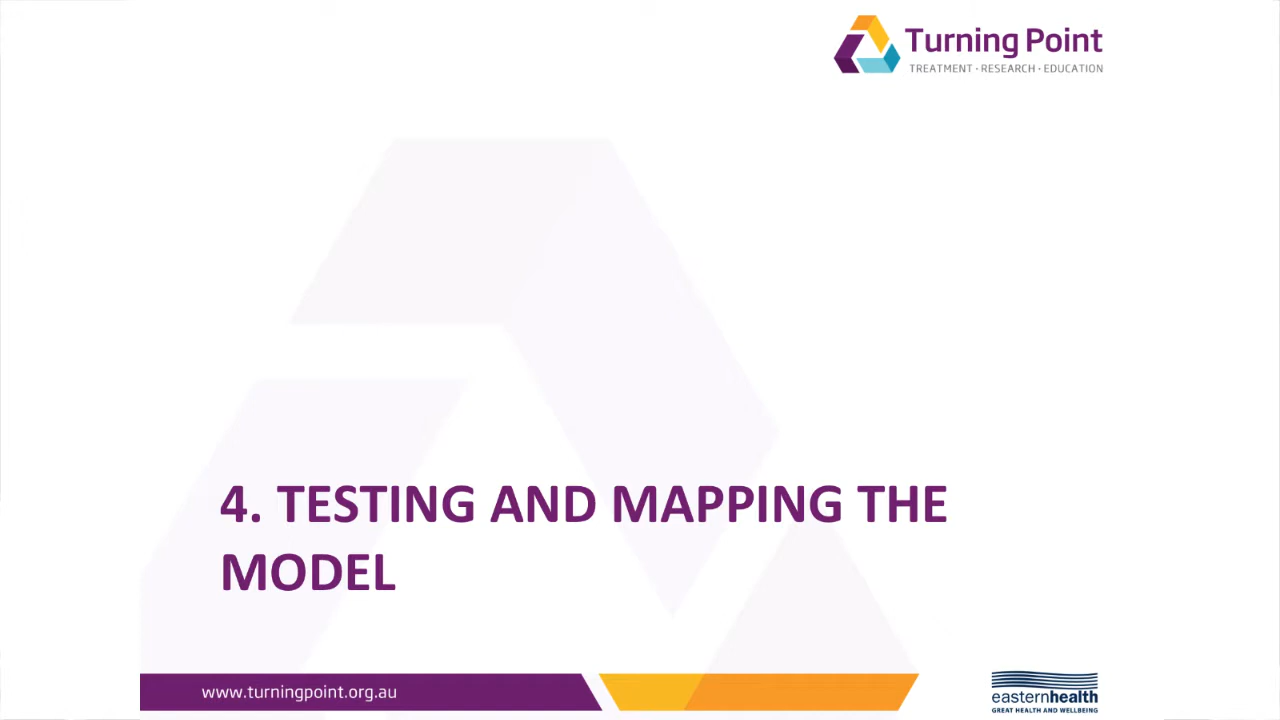 Turning Point
TREATMENT · RESEARCH · EDUCATION
4. TESTING AND MAPPING THE
MODEL
www.turningpoint.org.au
easternhealth
GREAT HEALTH AND WELLBEING